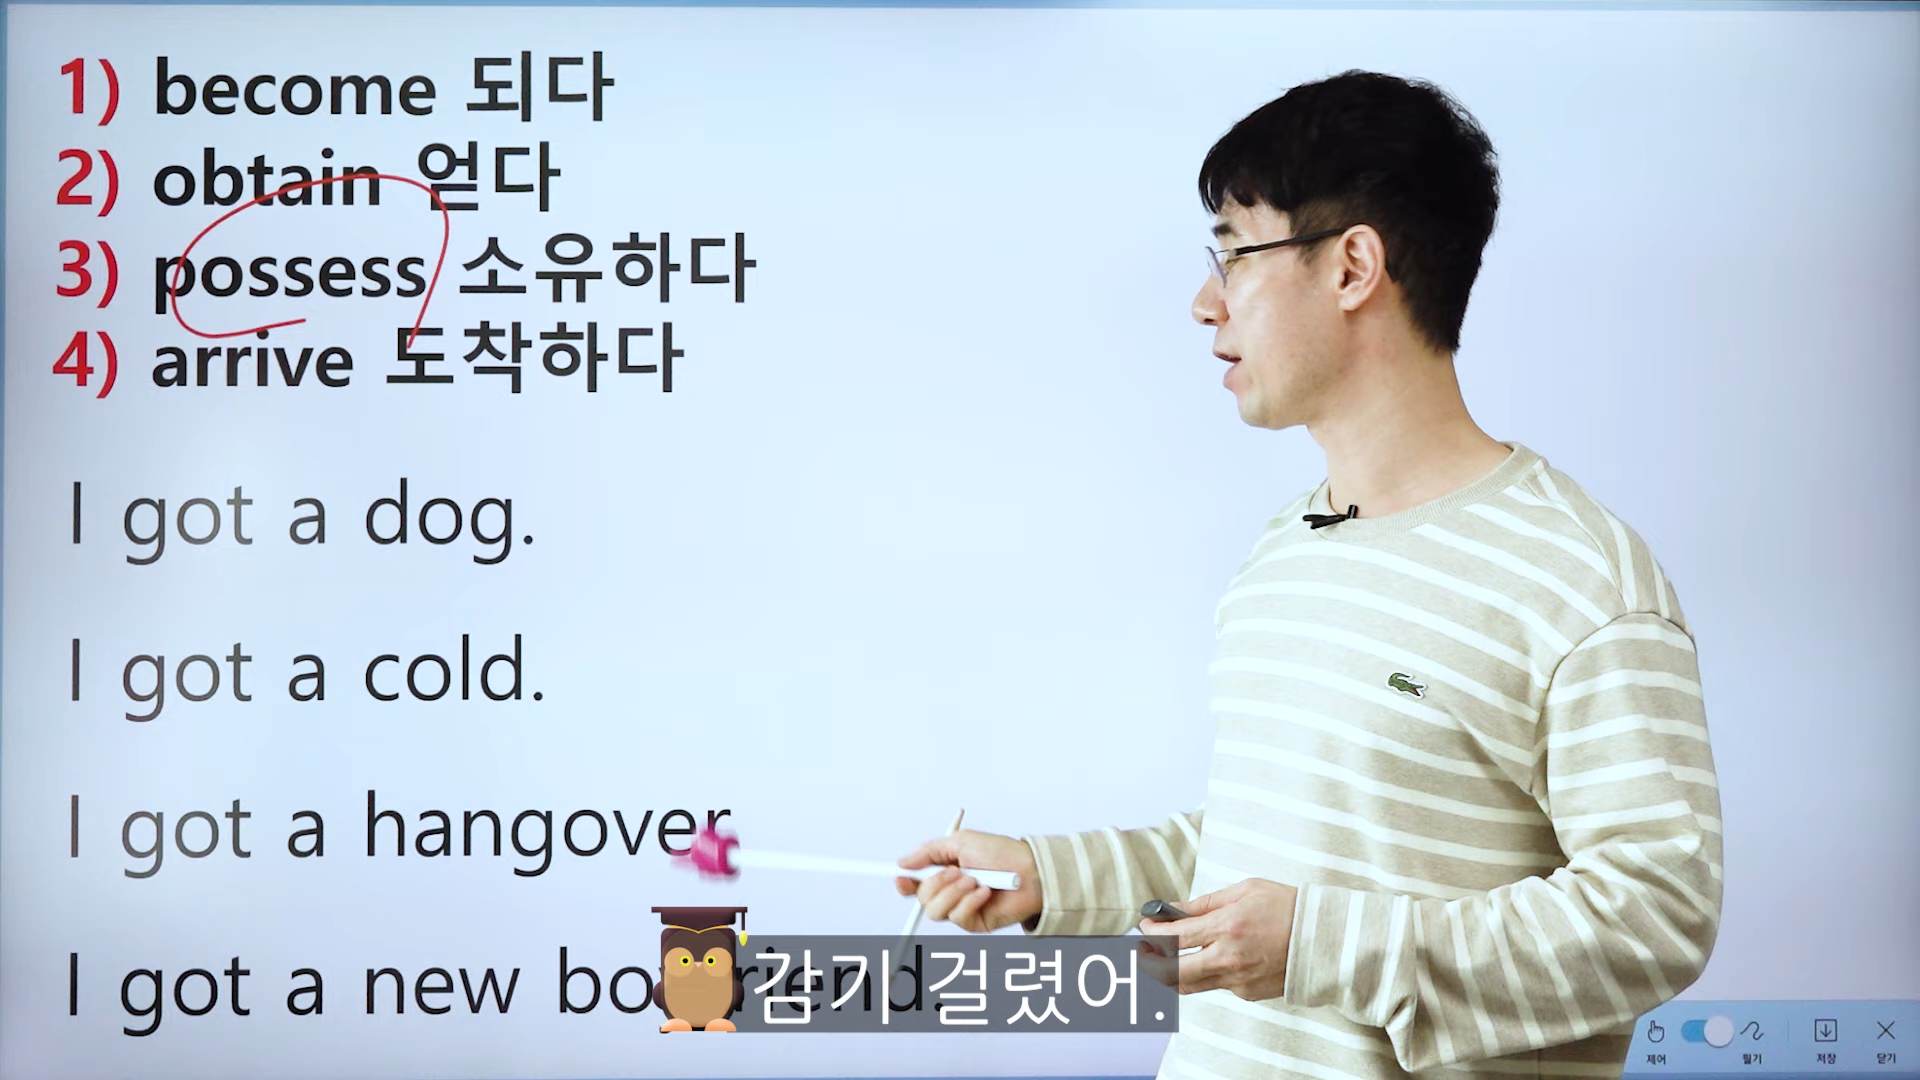 1) become 되다
2) obtain 얻다
3) possess 소유하다
4) arrive 도착하다
I got a dog.
I got a cold.
I got a hangover.
I got a new boyfriend.
감기 걸렸어.
제어
필기
저장
닫기